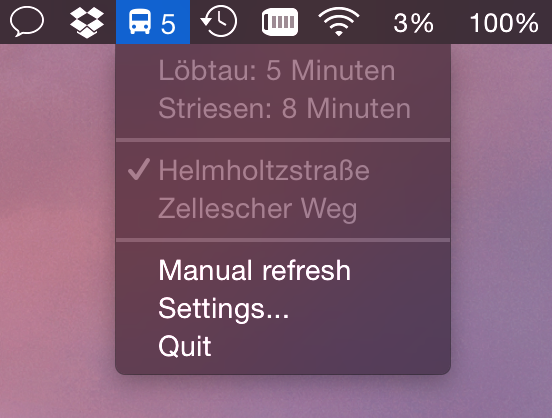 5 3% 100%
Löbtau: 5 Minuten
Striesen: 8 Minuten
Helmholtzstraße
Zellescher Weg
Manual refresh
Settings...
Quit